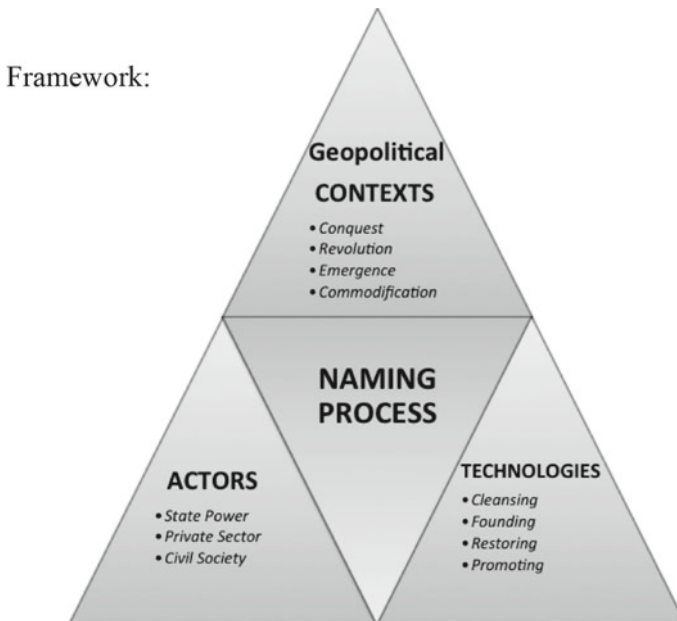 Framework:
Geopolitical
CONTEXTS
• Conquest
• Revolution
• Emergence
• Commodification
NAMING
PROCESS
ACTORS
• State Power
• Private Sector
• Civil Society
TECHNOLOGIES
• Cleansing
• Founding
• Restoring
• Promoting